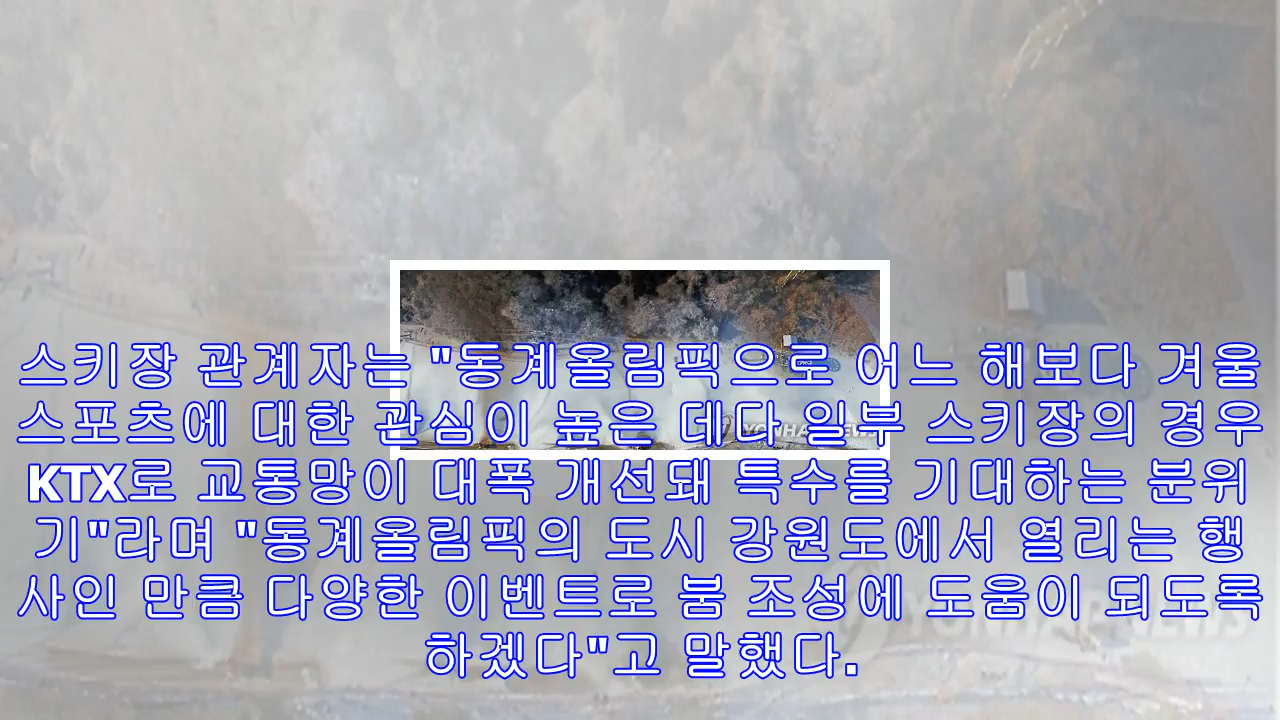 스키장 관계자는 "동계올림픽으로 어느 해보다 겨울
스포츠에 대한 관심이 높은 데다 일부 스키장의 경우
KTX로 교통망이 대폭 개선돼 특수를 기대하는 분위
기"라며 "동계올림픽의 도시 강원도에서 열리는 행
사인 만큼 다양한 이벤트로 붐 조성에 도움이 되도록
하겠다"고 말했다.
YONHAPNEWS